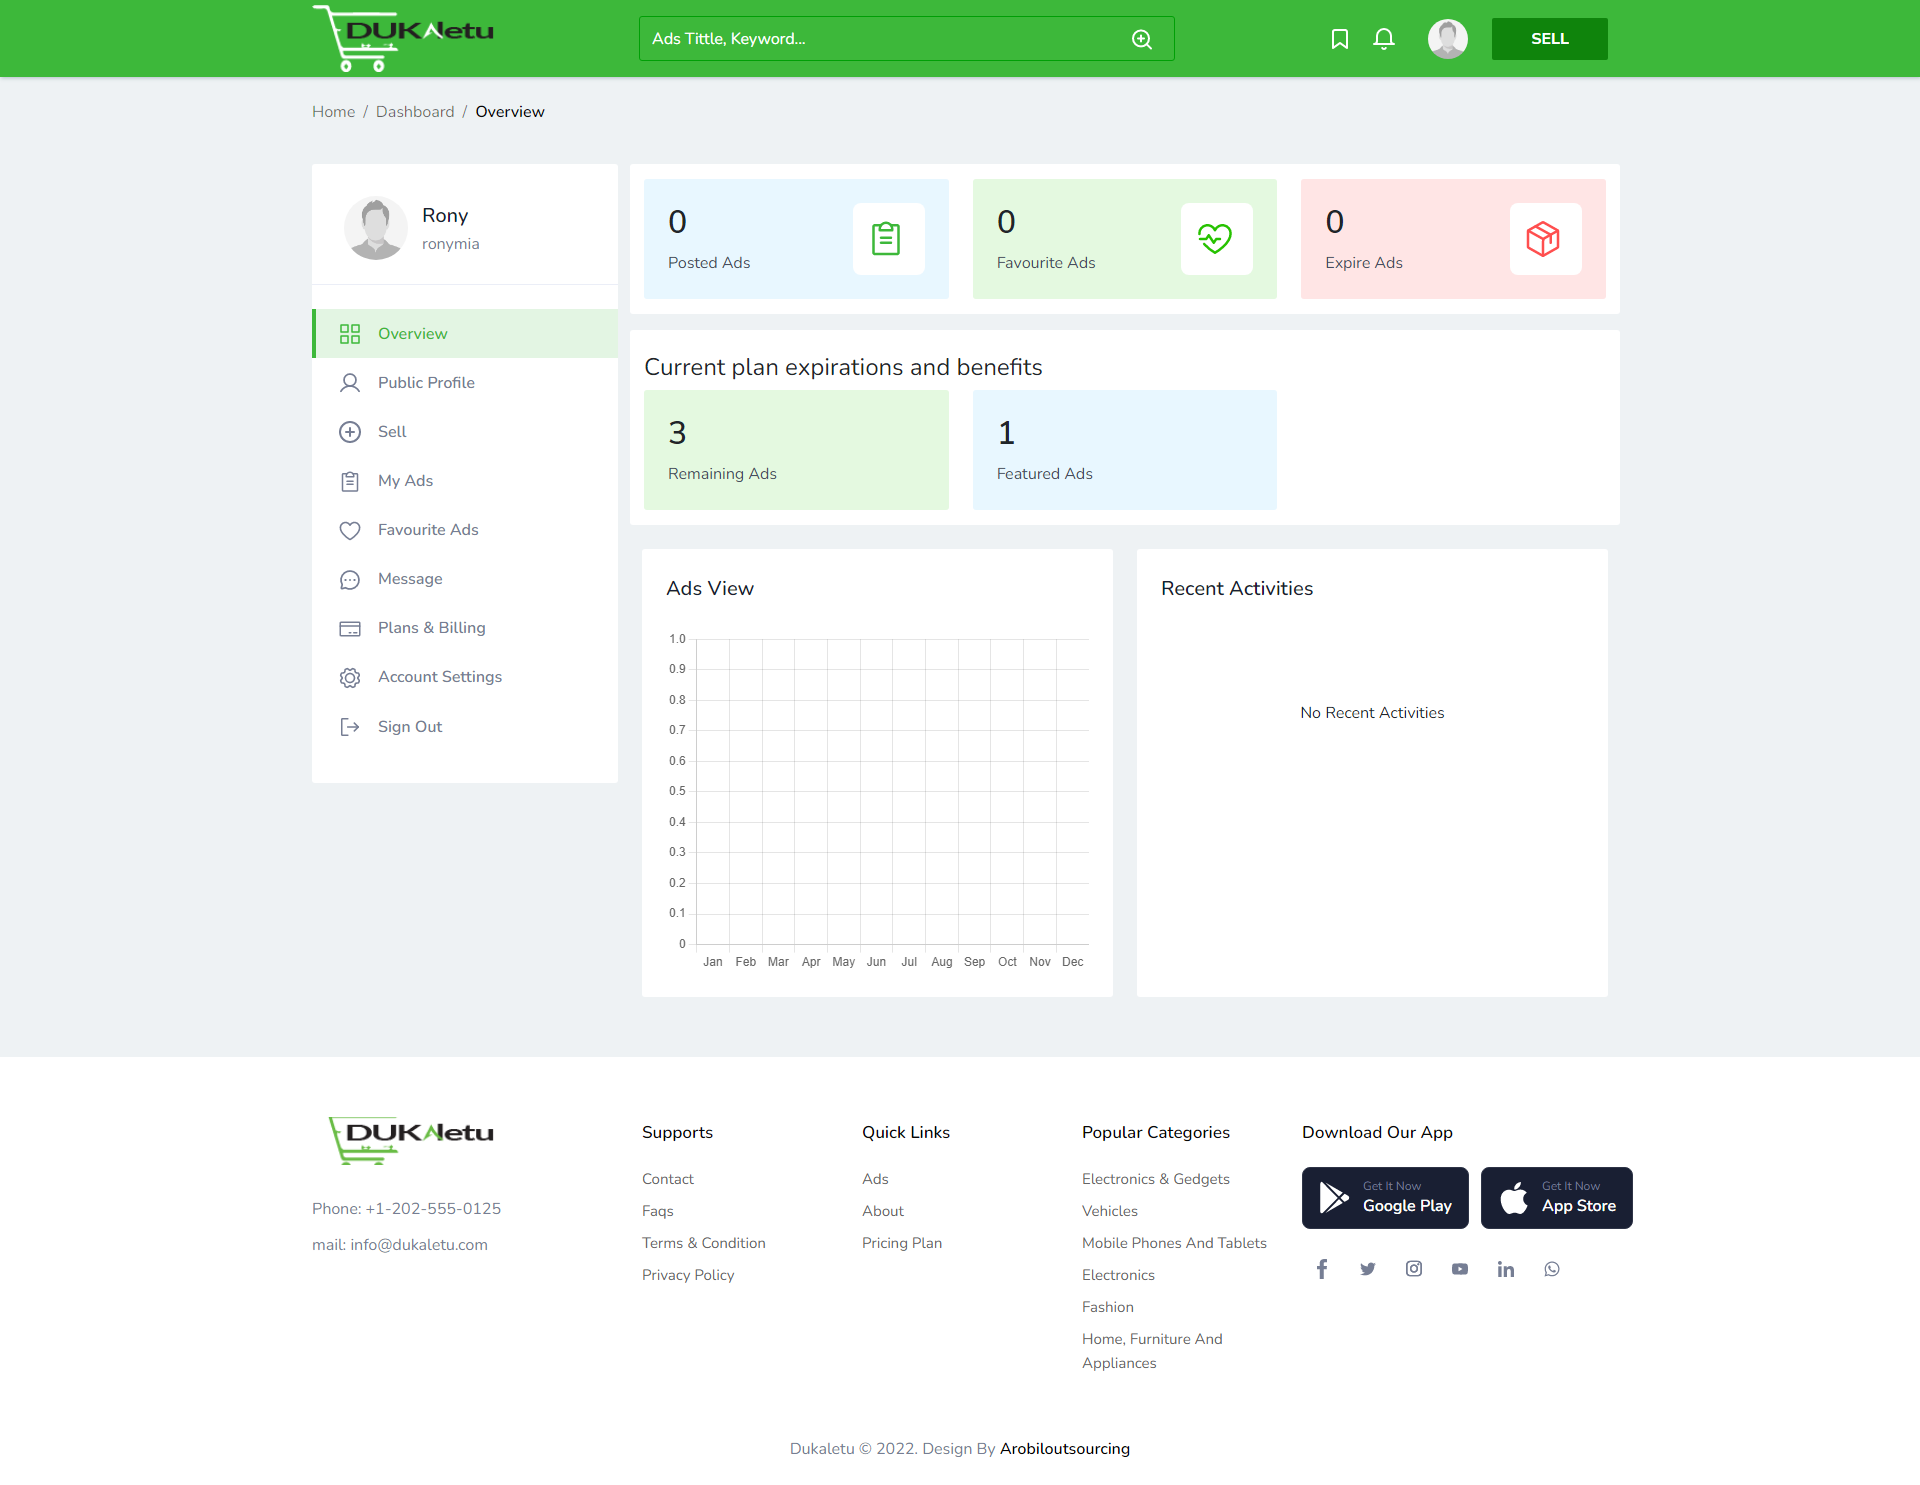 DUKAletu
Ads Tittle, Keyword...
SELL
Home / Dashboard / Overview
Rony
ronymia
Overview
Public Profile
Sell
My Ads
Favourite Ads
Message
Plans & Billing
Account Settings
Sign Out
0
Posted Ads
0
Favourite Ads
0
Expire Ads
Current plan expirations and benefits
3
Remaining Ads
1
Featured Ads
Ads View
1.0
0.9
0.8
0.7
0.6
0.5
0.4
0.3
0.2
0.1
0
Jan Feb Mar Apr May Jun Jul Aug Sep Oct Nov Dec
Recent Activities
No Recent Activities
DUKAletu
Phone: +1-202-555-0125
mail: info@dukaletu.com
Supports
Contact
Faqs
Terms & Condition
Privacy Policy
Quick Links
Ads
About
Pricing Plan
Popular Categories
Electronics & Gedgets
Vehicles
Mobile Phones And Tablets
Electronics
Fashion
Home, Furniture And
Appliances
Download Our App
Get It Now
Google Play
Get It Now
App Store
Dukaletu © 2022. Design By Arobiloutsourcing